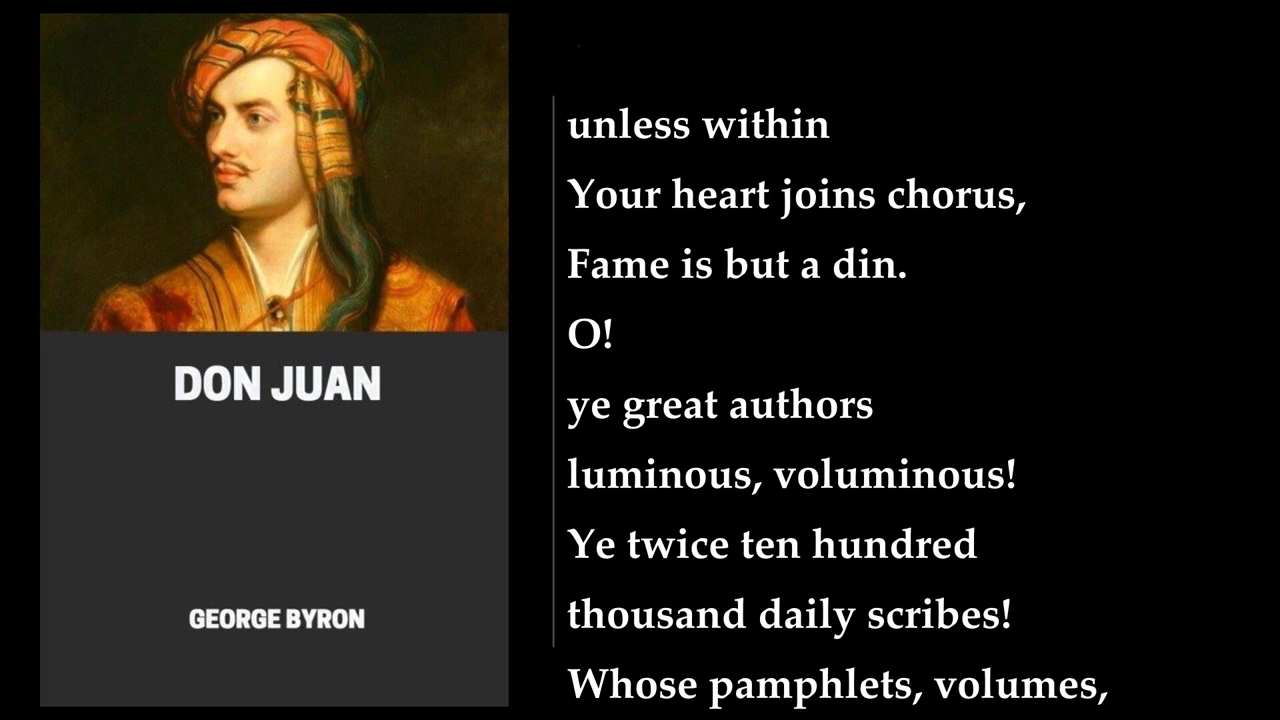 DON JUAN
GEORGE BYRON
unless within
Your heart joins chorus,
Fame is but a din.
O!
ye great authors
luminous, voluminous!
Ye twice ten hundred
thousand daily scribes!
Whose pamphlets, volumes,